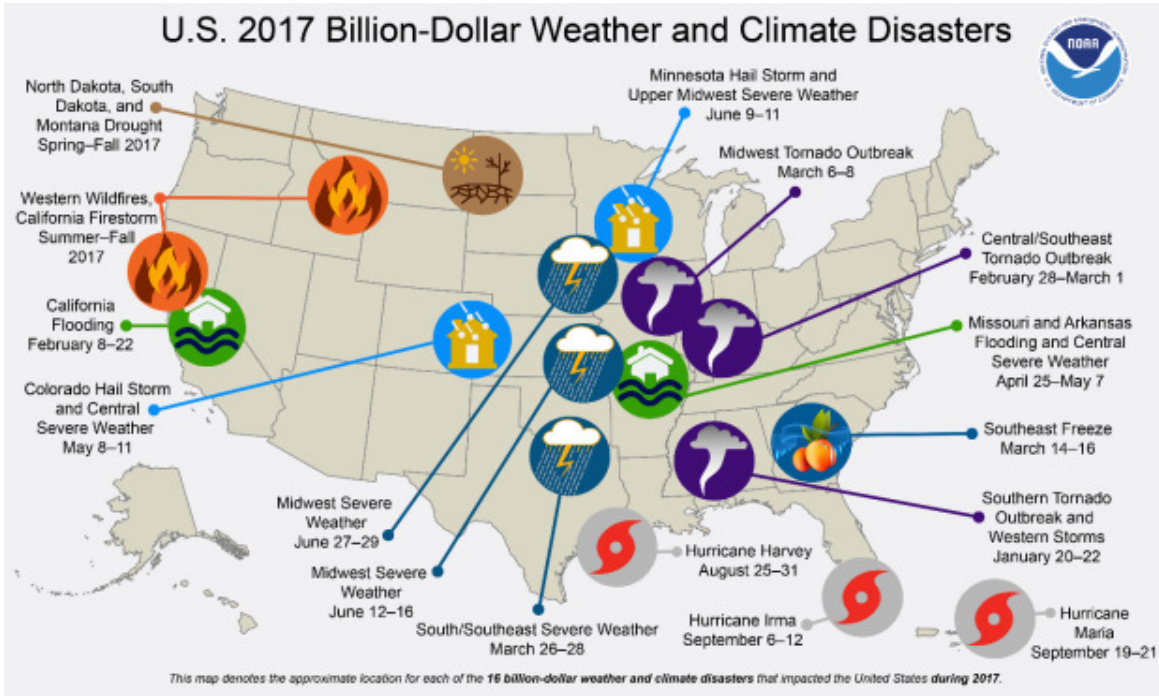 U.S. 2017 Billion-Dollar Weather and Climate Disasters
NOAA
North Dakota, South
Dakota, and
Montana Drought
Spring–Fall 2017
Minnesota Hail Storm and
Upper Midwest Severe Weather
June 9–11
Midwest Tornado Outbreak
March 6–8
Western Wildfires,
California Firestorm
Summer–Fall
2017
Central/Southeast
Tornado Outbreak
February 28–March 1
California
Flooding
February 8–22
Missouri and Arkansas
Flooding and Central
Severe Weather
April 25–May 7
Colorado Hail Storm
and Central
Severe Weather
May 8–11
Southeast Freeze
March 14–16
Midwest Severe
Weather
June 27–29
Southern Tornado
Outbreak and
Western Storms
January 20–22
Midwest Severe
Weather
June 12–16
Hurricane Harvey
August 25–31
South/Southeast Severe Weather
March 26–28
Hurricane Irma
September 6–12
Hurricane
Maria
September 19–21
This map denotes the approximate location for each of the 16 billion-dollar weather and climate disasters that impacted the United States during 2017.